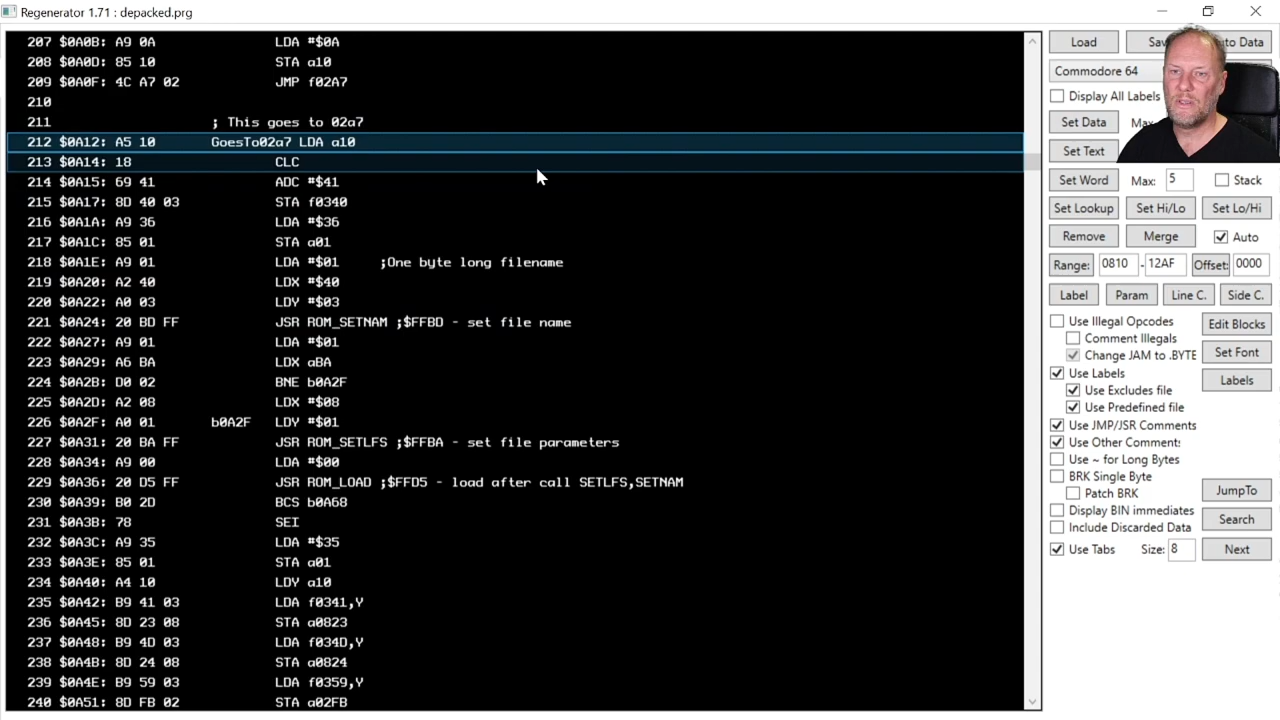 Regenerator 1.71 : depacked.prg
207 $0A0B: A9 0A LDA #$0A
208 $0A0D: 85 10 STA a10
209 $0A0F: 4C A7 02 JMP f02A7
210
211 ; This goes to 02a7
212 $0A12: A5 10 GoesTo02a7 LDA a10
213 $0A14: 18 CLC
214 $0A15: 69 41 ADC #$41
215 $0A17: 8D 40 03 STA f0340
216 $0A1A: A9 36 LDA #$36
217 $0A1C: 85 01 STA a01
218 $0A1E: A9 01 LDA #$01 ;One byte long filename
219 $0A20: A2 40 LDX #$40
220 $0A22: A0 03 LDY #$03
221 $0A24: 20 BD FF JSR ROM_SETNAM ;$FFBD - set file name
222 $0A27: A9 01 LDA #$01
223 $0A29: A6 BA LDX aBA
224 $0A2B: D0 02 BNE b0A2F
225 $0A2D: A2 08 LDX #$08
226 $0A2F: A0 01 b0A2F LDY #$01
227 $0A31: 20 BA FF JSR ROM_SETLFS ;$FFBA - set file parameters
228 $0A34: A9 00 LDA #$00
229 $0A36: 20 D5 FF JSR ROM_LOAD ;$FFD5 - load after call SETLFS,SETNAM
230 $0A39: B0 2D BCS b0A68
231 $0A3B: 78 SEI
232 $0A3C: A9 35 LDA #$35
233 $0A3E: 85 01 STA a01
234 $0A40: A4 10 LDY a10
235 $0A42: B9 41 03 LDA f0341,Y
236 $0A45: 8D 23 08 STA a0823
237 $0A48: B9 4D 03 LDA f034D,Y
238 $0A4B: 8D 24 08 STA a0824
239 $0A4E: B9 59 03 LDA f0359,Y
240 $0A51: 8D FB 02 STA a02FB
Load Data
Commodore 64
Display All Labels
Set Data
Set Text
Set Word Max: 5 Stack
Set Lookup Set Hi/Lo Set Lo/Hi
Remove Merge Auto
Range: 0810 - 12AF Offset: 0000
Label Param Line C. Side C.
Use Illegal Opcodes Edit Blocks
Comment Illegals
Change JAM to .BYTE Set Font
Use Labels Labels
Use Excludes file
Use Predefined file
Use JMP/JSR Comments
Use Other Comments
Use ~ for Long Bytes
BRK Single Byte JumpTo
Patch BRK
Display BIN immediates Search
Include Discarded Data
Use Tabs Size: 8 Next